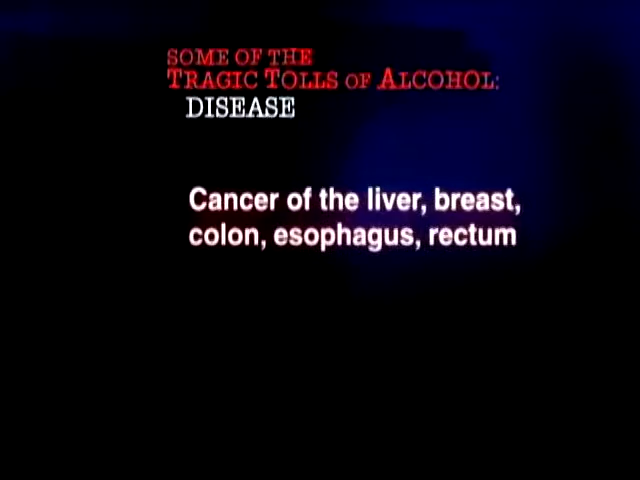 SOME OF THE
TRAGIC TOLLS OF ALCOHOL:
DISEASE
Cancer of the liver, breast,
colon, esophagus, rectum